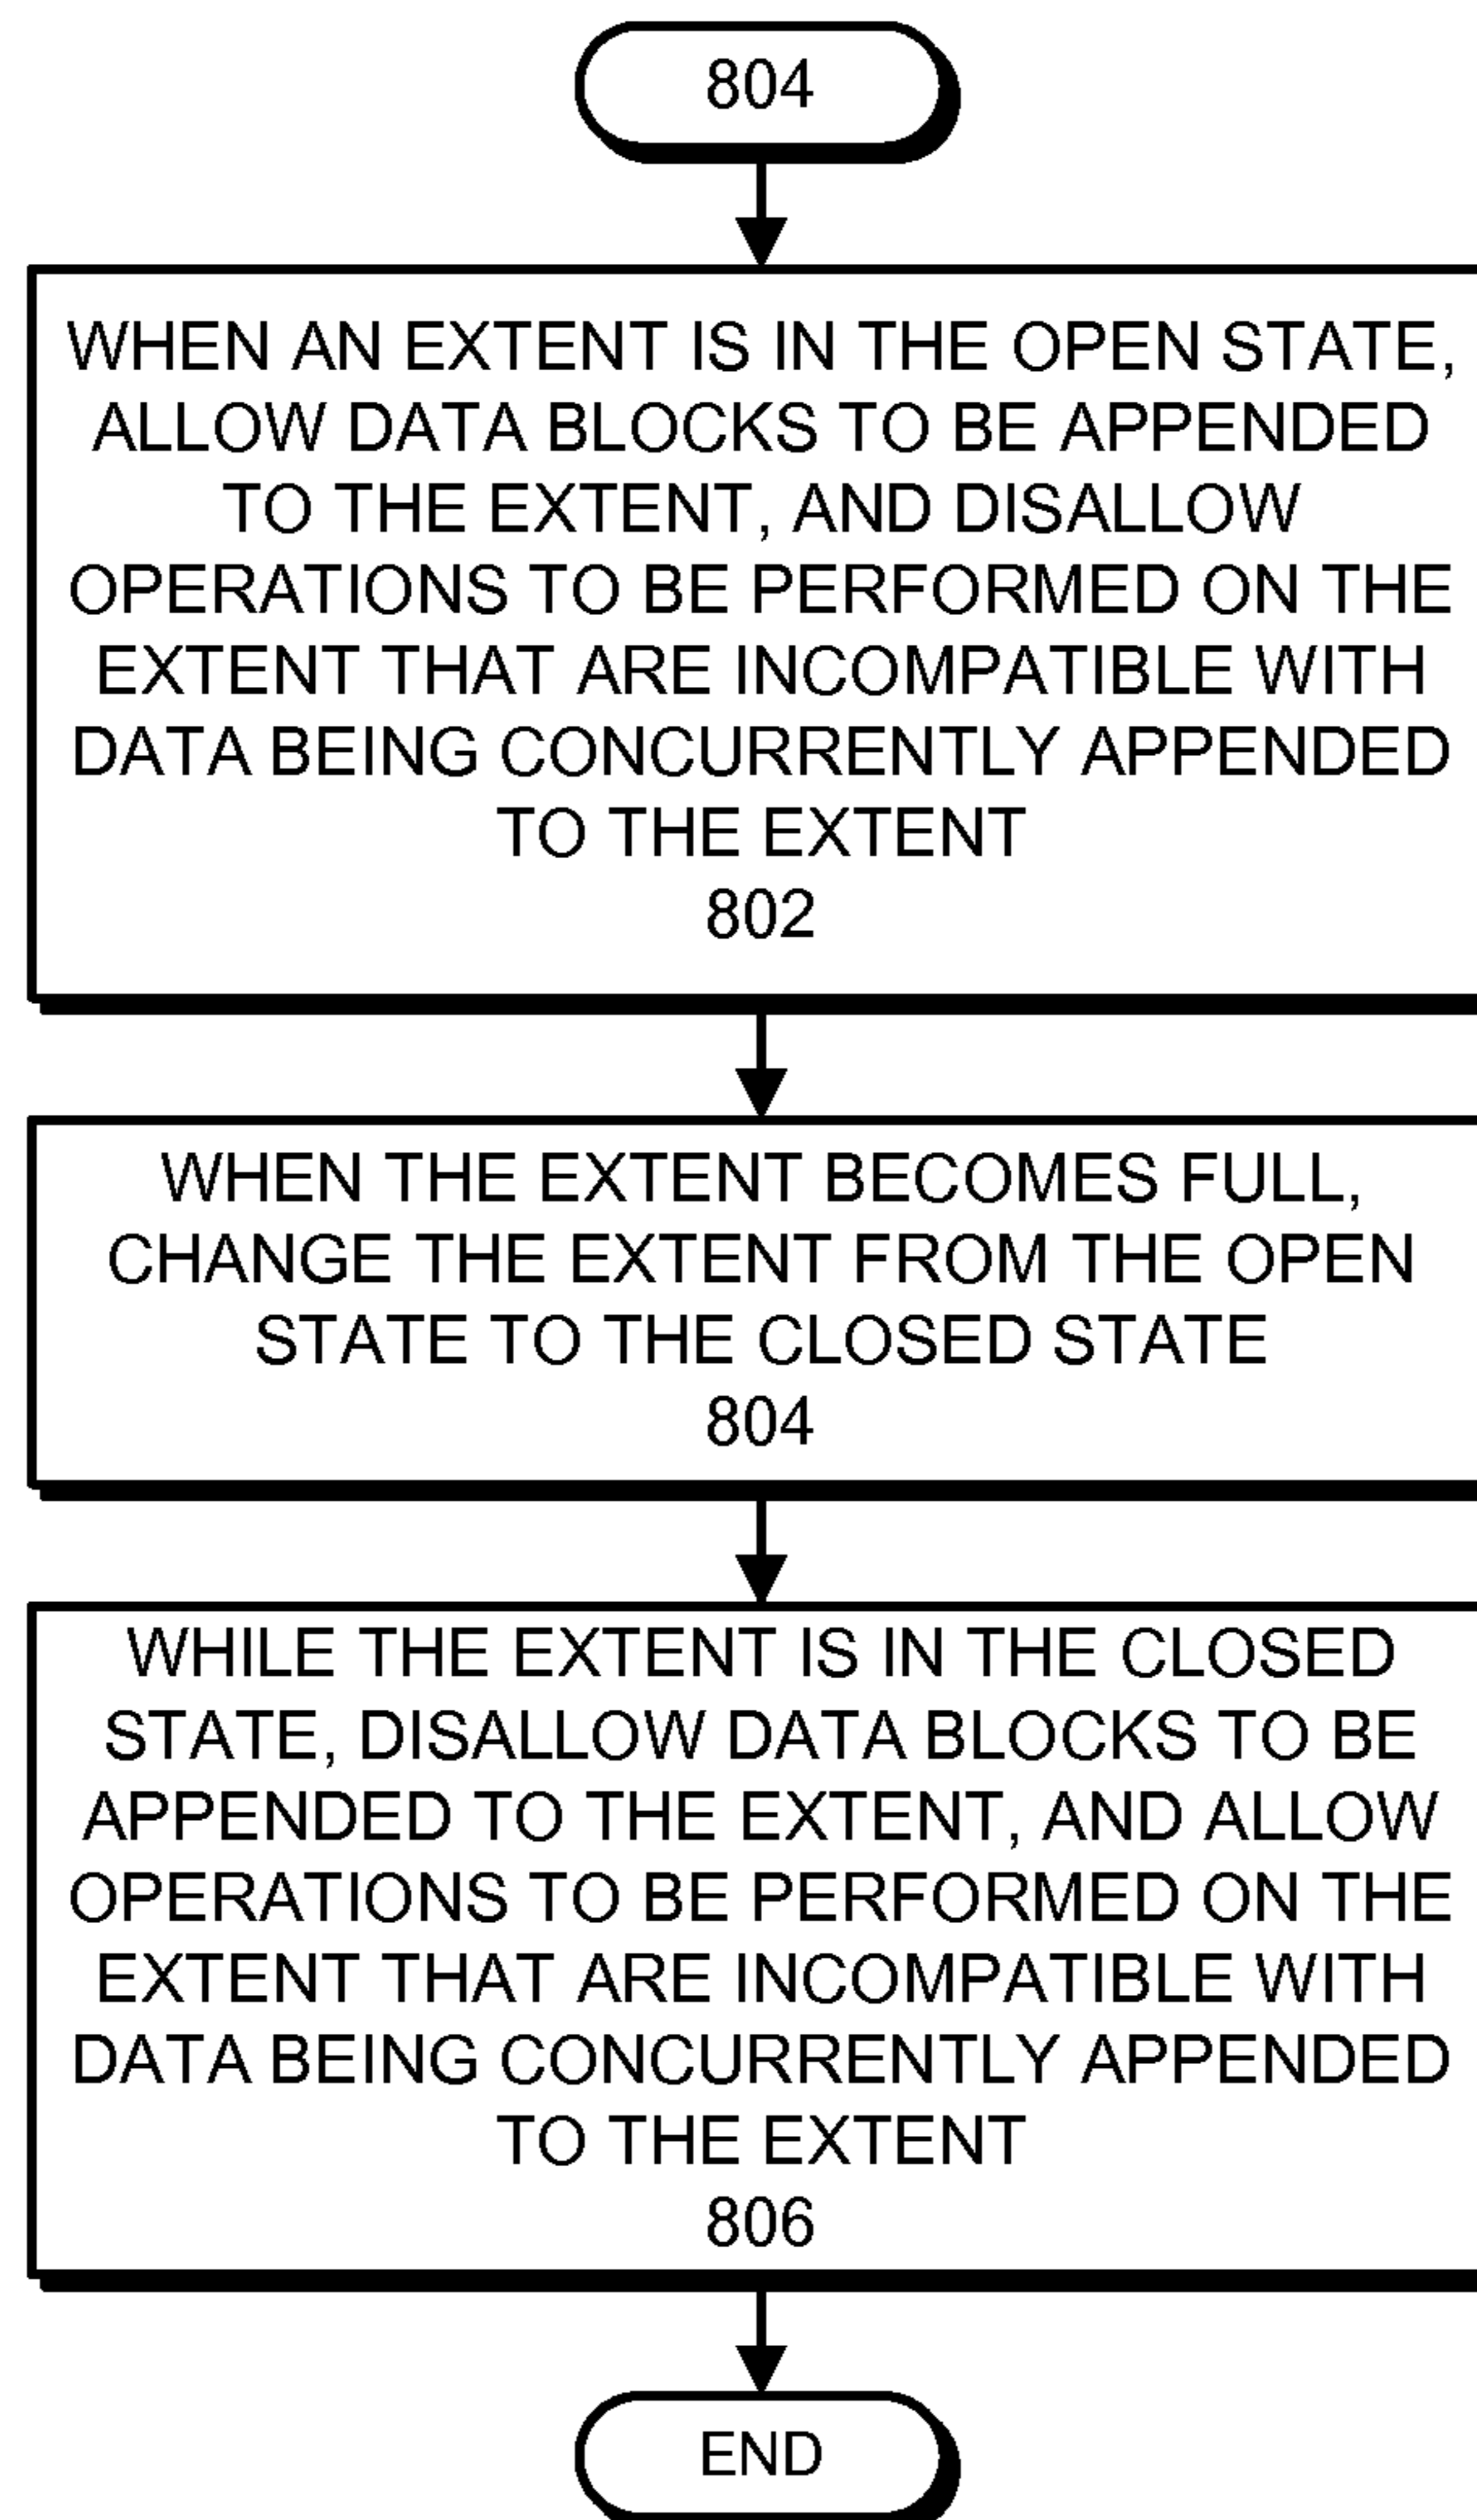 804
WHEN AN EXTENT IS IN THE OPEN STATE,
ALLOW DATA BLOCKS TO BE APPENDED
TO THE EXTENT, AND DISALLOW
OPERATIONS TO BE PERFORMED ON THE
EXTENT THAT ARE INCOMPATIBLE WITH
DATA BEING CONCURRENTLY APPENDED
TO THE EXTENT
802
WHEN THE EXTENT BECOMES FULL,
CHANGE THE EXTENT FROM THE OPEN
STATE TO THE CLOSED STATE
804
WHILE THE EXTENT IS IN THE CLOSED
STATE, DISALLOW DATA BLOCKS TO BE
APPENDED TO THE EXTENT, AND ALLOW
OPERATIONS TO BE PERFORMED ON THE
EXTENT THAT ARE INCOMPATIBLE WITH
DATA BEING CONCURRENTLY APPENDED
TO THE EXTENT
806
END